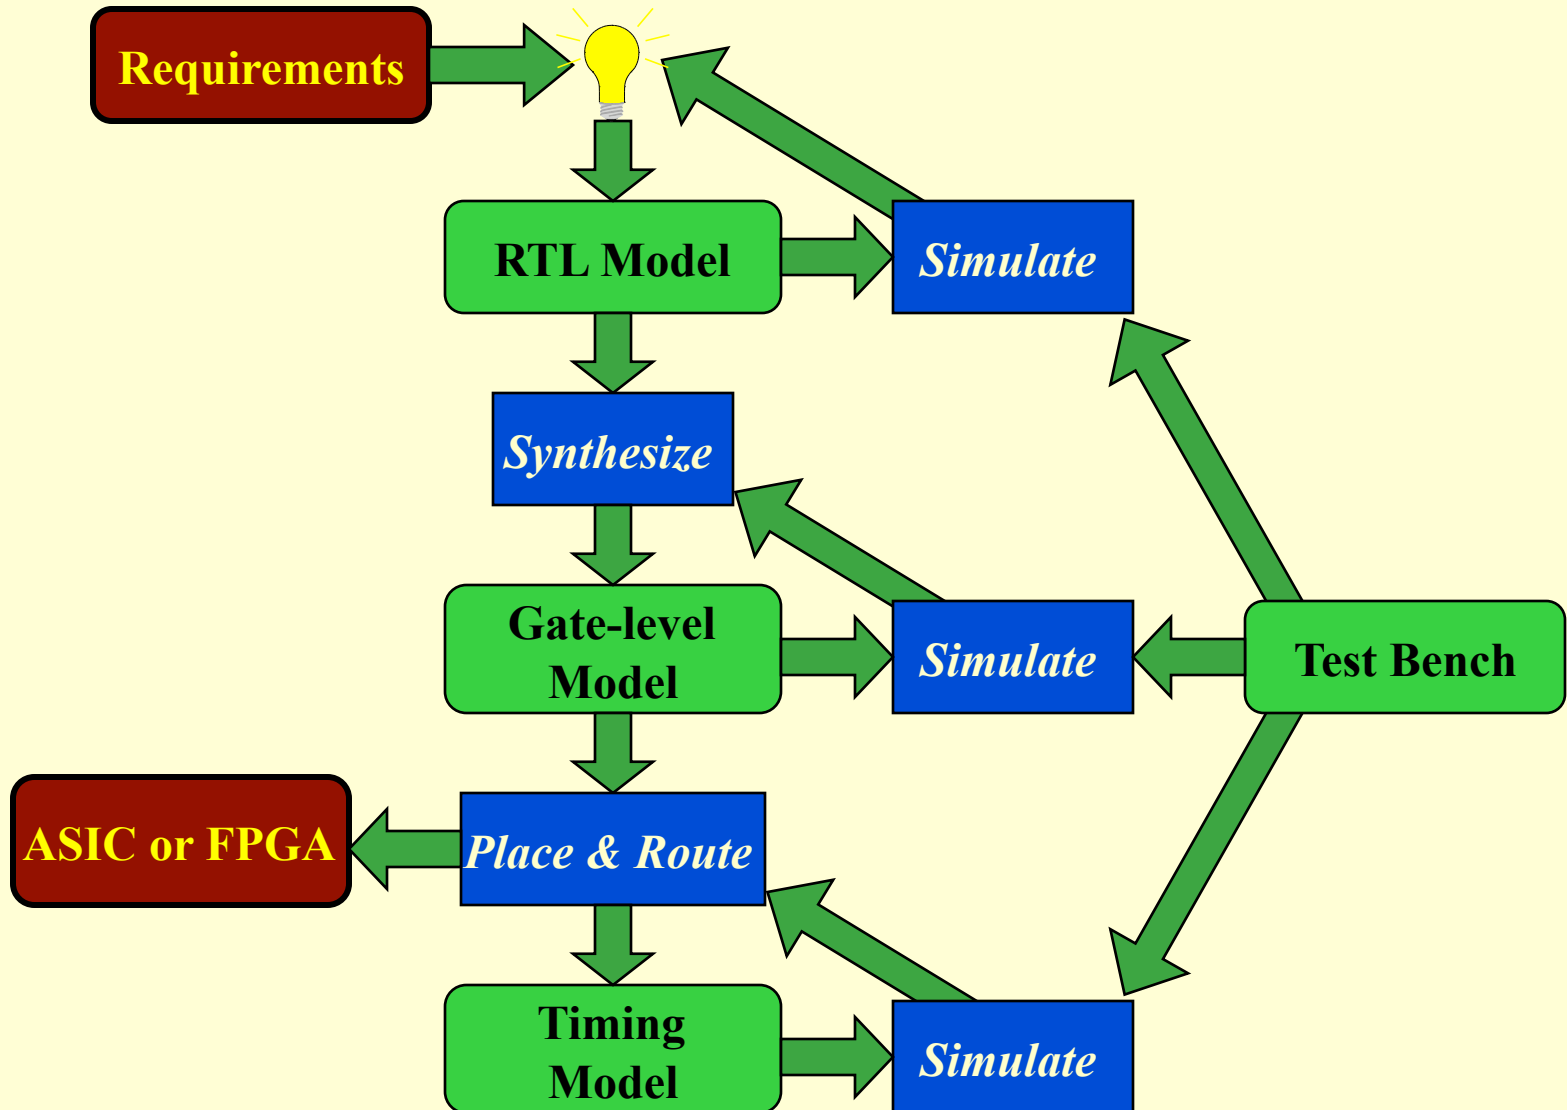 Requirements
RTL Model
Simulate
Synthesize
Gate-level
Model
Simulate
Test Bench
ASIC or FPGA
Place & Route
Timing
Model
Simulate